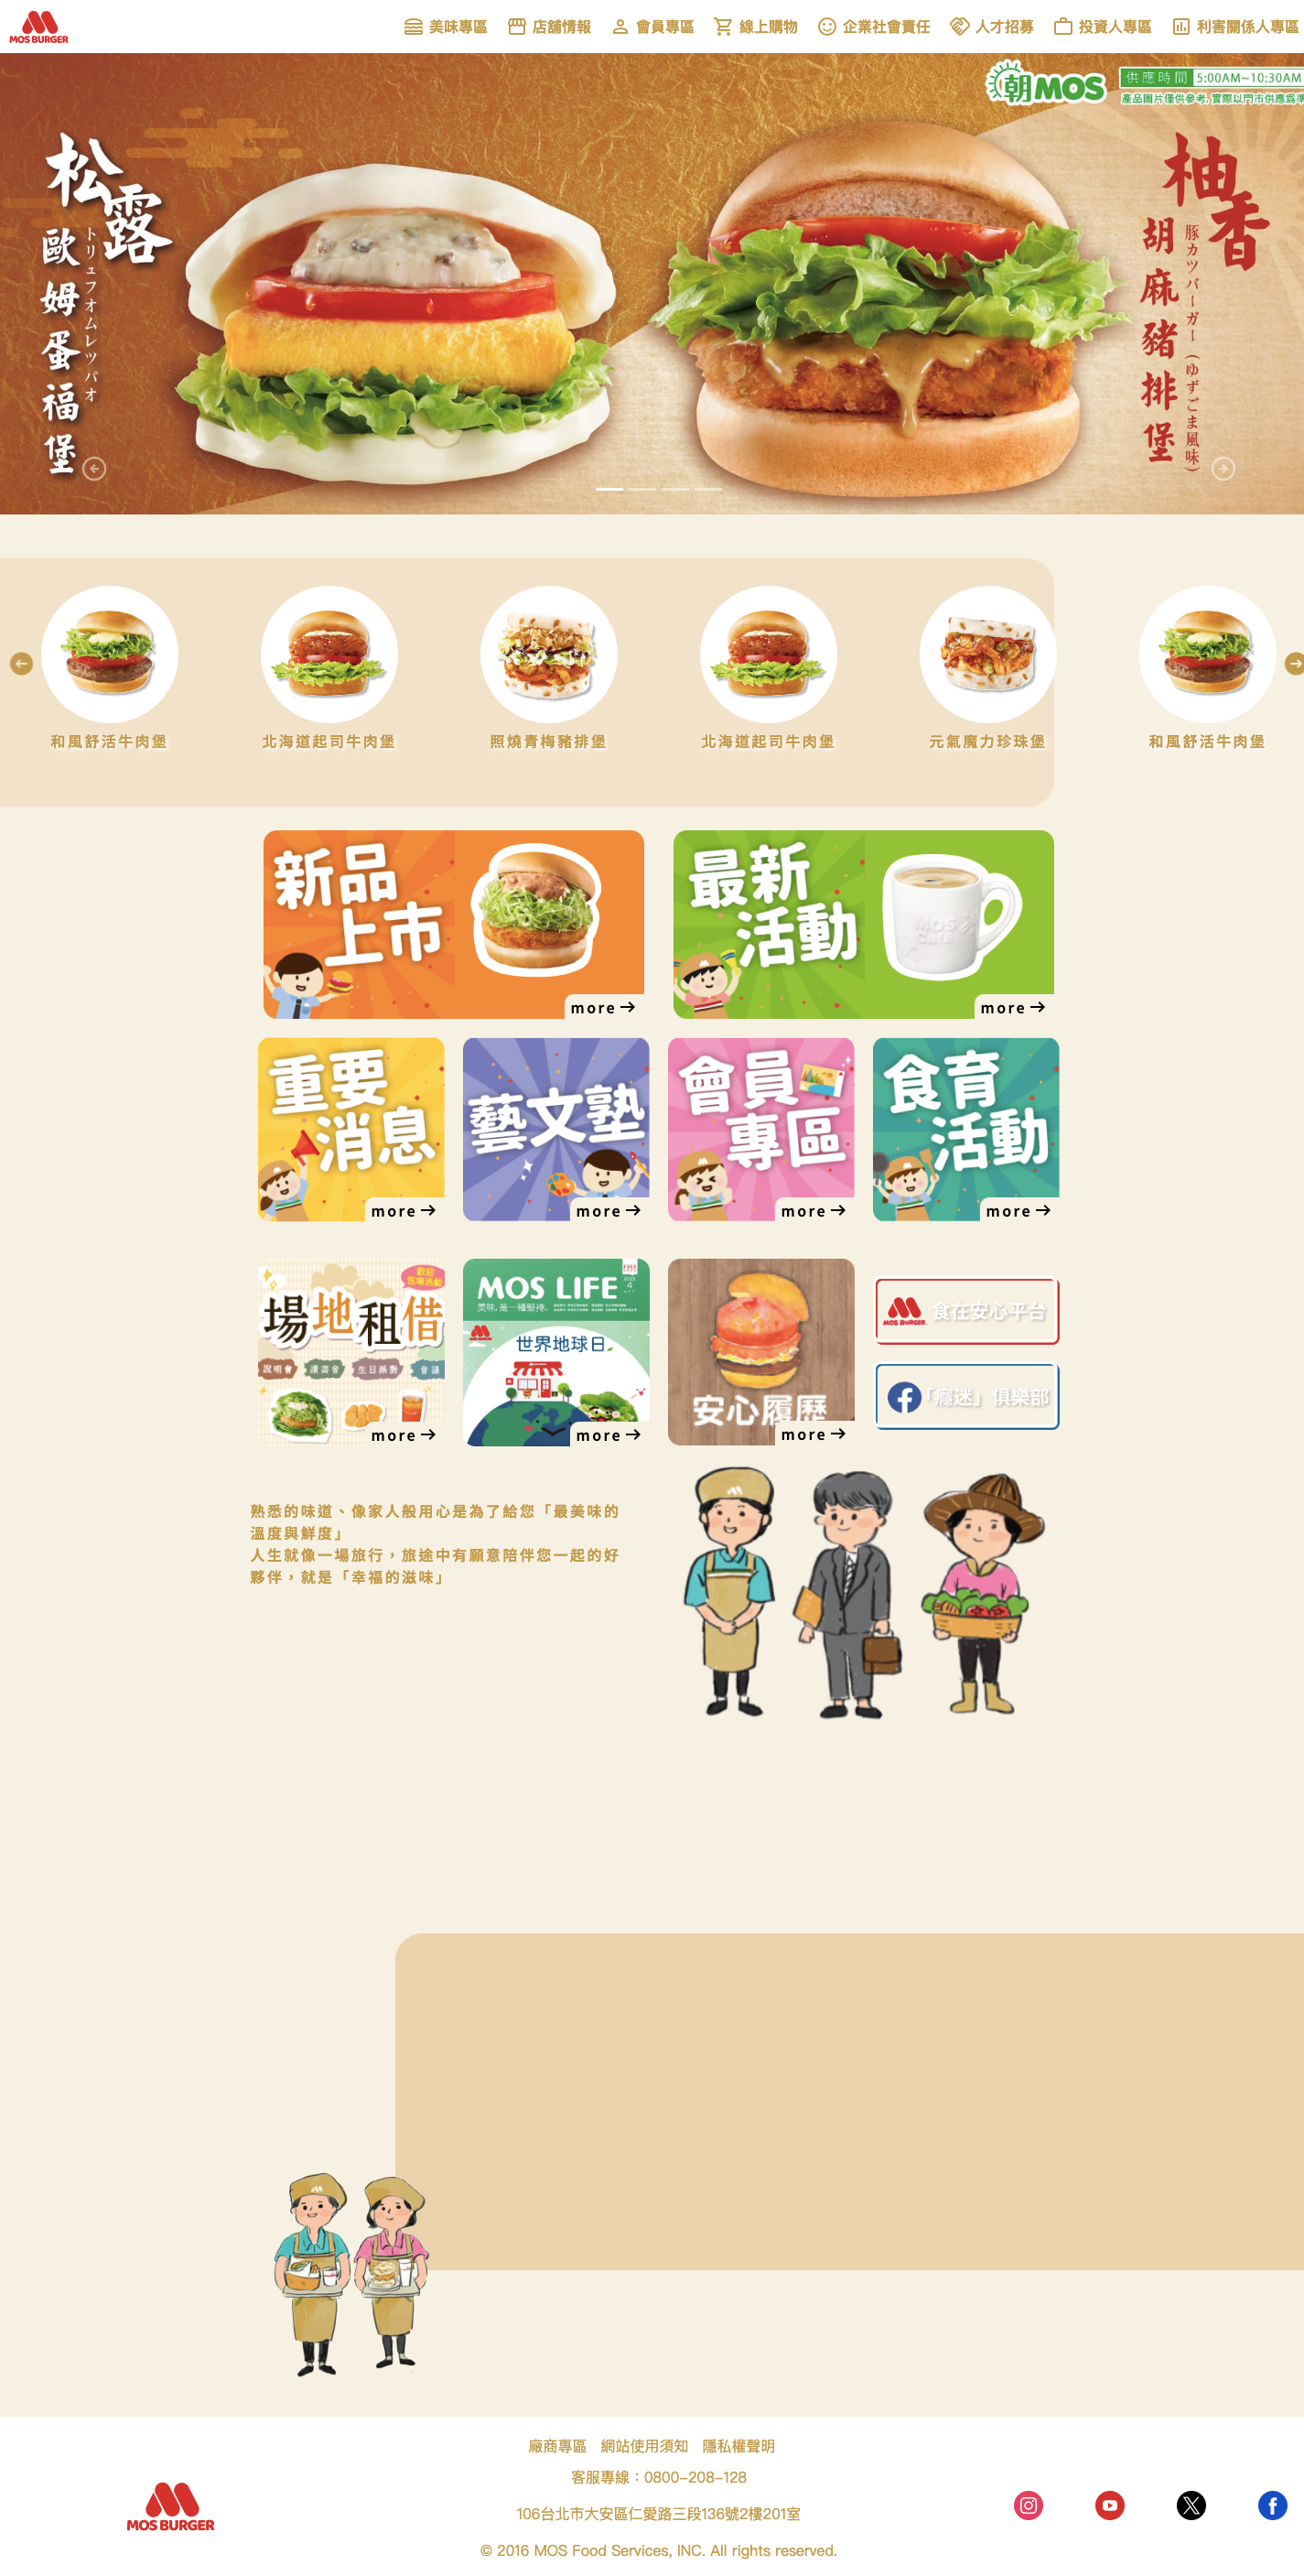 MOS BURGER
美味專區
店舖情報
會員專區
線上購物
企業社會責任
人才招募
投資人專區
利害關係人專區
朝MOS
供應時間 5:00AM~10:30AM
產品圖片僅供參考, 實際以門市供應為準
松露
歐姆蛋福堡
トリュフオムレツバオ
柚香
胡麻豬排堡
豚カツバーガー(ゆずごま風味)
和風舒活牛肉堡
北海道起司牛肉堡
照燒青梅豬排堡
北海道起司牛肉堡
元氣魔力珍珠堡
和風舒活牛肉堡
新品上市
more
最新活動
MOS Cafe
more
重要消息
more
藝文塾
more
會員專區
more
食育活動
more
歡迎
包場活動
場地租借
說明會
讀書會
生日派對
會議
more
MOS LIFE
2023
4
美味,是一種堅持。
MOS BURGER
世界地球日
more
安心履歷
more
MOS BURGER
食在安心平台
「癮迷」俱樂部
熟悉的味道、像家人般用心是為了給您「最美味的
溫度與鮮度」
人生就像一場旅行，旅途中有願意陪伴您一起的好
夥伴，就是「幸福的滋味」
廠商專區 網站使用須知 隱私權聲明
客服專線：0800-208-128
106台北市大安區仁愛路三段136號2樓201室
© 2016 MOS Food Services, INC. All rights reserved.
MOS BURGER